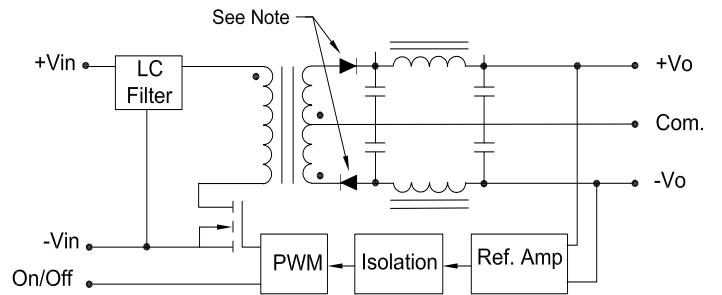 See Note
+Vin
LC
Filter
+Vo
Com.
-Vo
-Vin
On/Off
PWM
Isolation
Ref. Amp